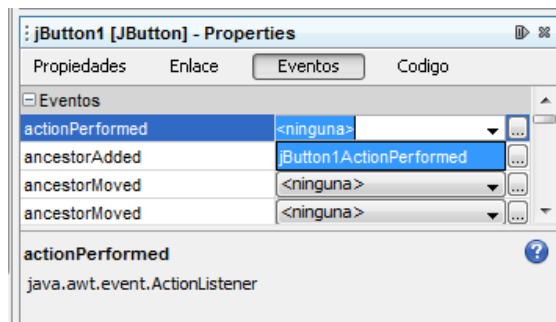 jButton1 [JButton] - Properties
Propiedades Enlace Eventos Codigo
Eventos
actionPerformed <ninguna> ...
ancestorAdded jButton1ActionPerformed ...
ancestorMoved <ninguna> ...
ancestorMoved <ninguna> ...
actionPerformed ?
java.awt.event.ActionListener